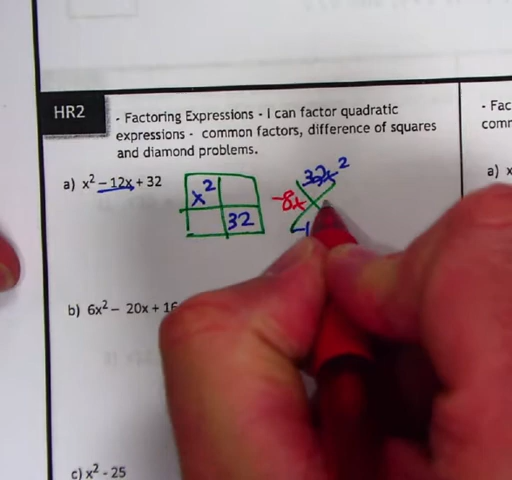 HR2
- Factoring Expressions - I can factor quadratic
expressions - common factors, difference of squares
and diamond problems.
a) x² - 12x + 32
x²
32
32x²
-8x
b) 6x² - 20x + 16
c) x² - 25
- Fac
comm
a) x